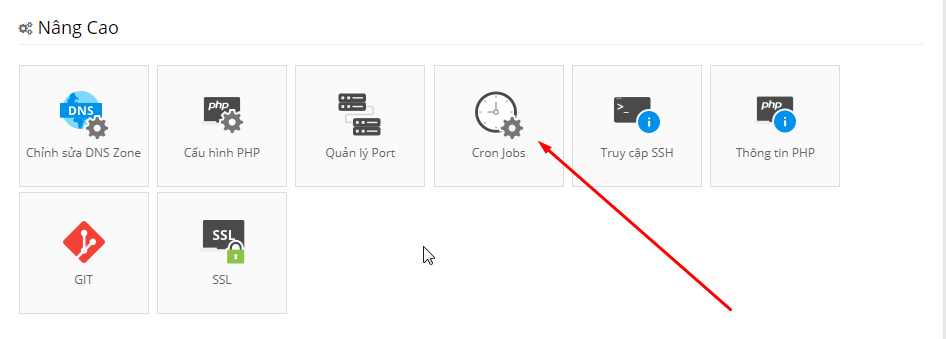 Nâng Cao
DNS
php
>_
i
php
i
Chỉnh sửa DNS Zone
Cấu hình PHP
Quản lý Port
Cron Jobs
Truy cập SSH
Thông tin PHP
SSL
GIT
SSL